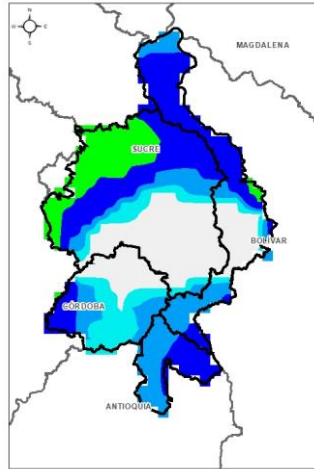 N
W E
S
MAGDALENA
SUCRE
BOLIVAR
CÓRDOBA
ANTIOQUIA